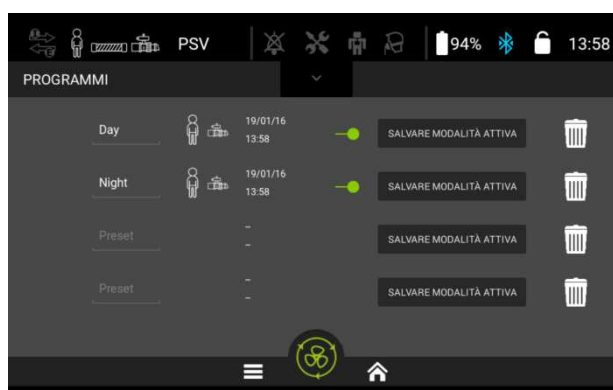 PSV 94% 13:58
PROGRAMMI
Day 19/01/16 13:58 SALVARE MODALITÀ ATTIVA
Night 19/01/16 13:58 SALVARE MODALITÀ ATTIVA
Preset – – SALVARE MODALITÀ ATTIVA
Preset – – SALVARE MODALITÀ ATTIVA